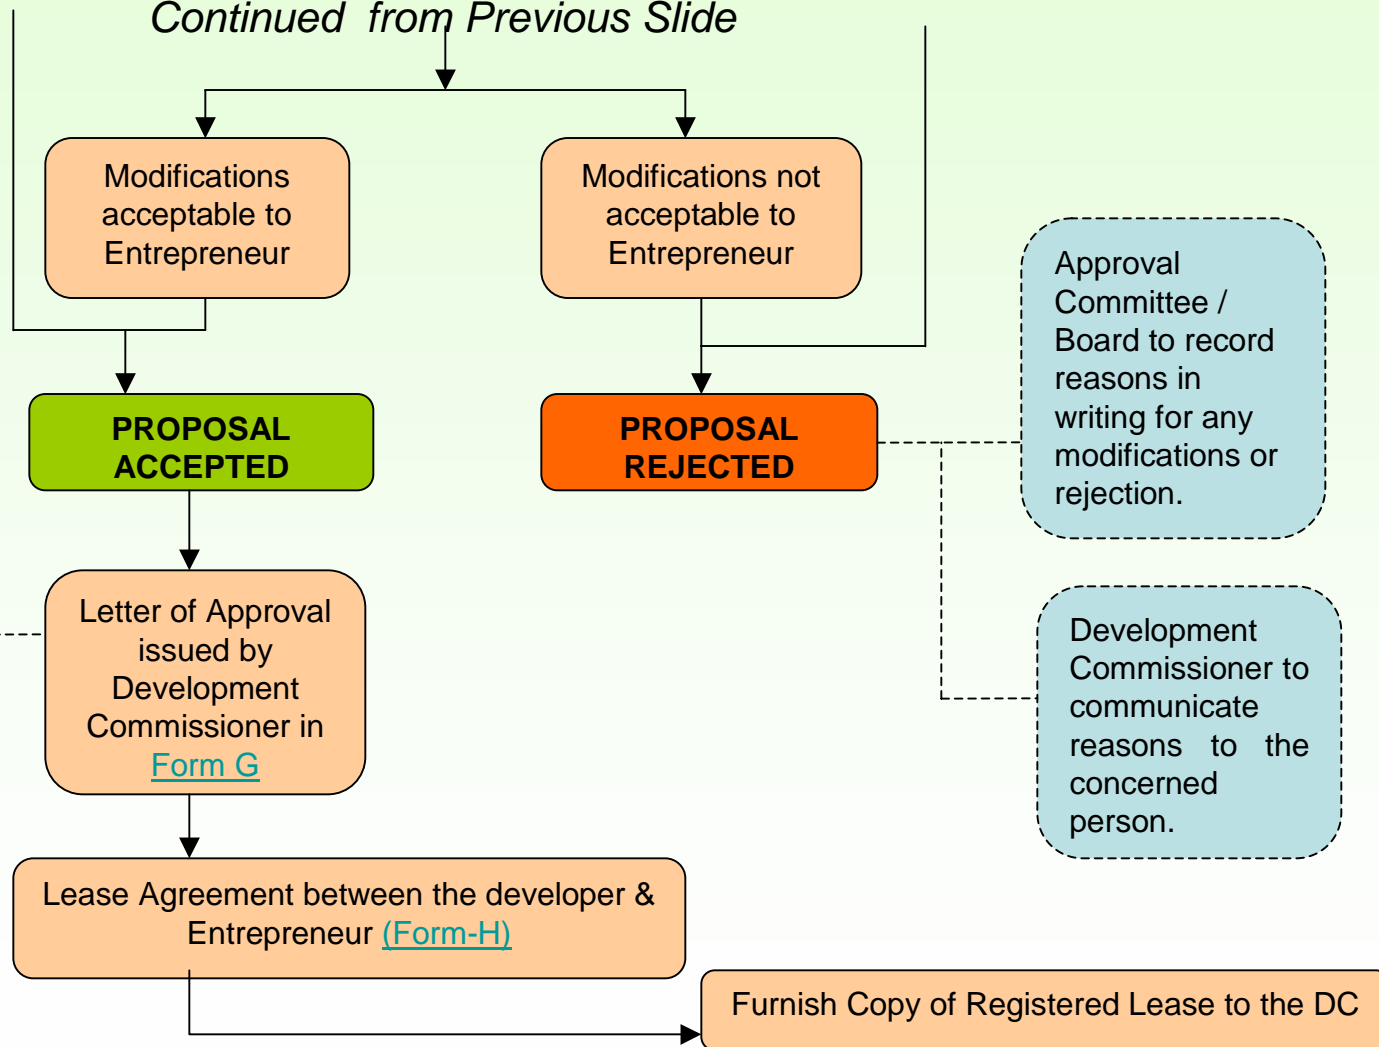 Continued from Previous Slide
Modifications
acceptable to
Entrepreneur
Modifications not
acceptable to
Entrepreneur
Approval
Committee /
Board to record
reasons in
writing for any
modifications or
rejection.
PROPOSAL
ACCEPTED
PROPOSAL
REJECTED
Letter of Approval
issued by
Development
Commissioner in
Form G
Development
Commissioner to
communicate
reasons to the
concerned
person.
Lease Agreement between the developer &
Entrepreneur (Form-H)
Furnish Copy of Registered Lease to the DC